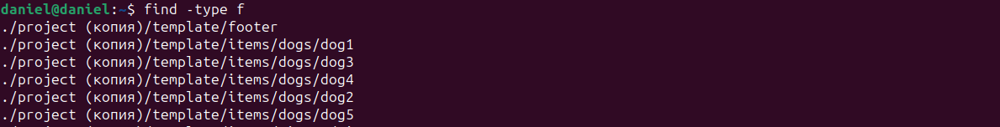 daniel@daniel:~$ find -type f
./project (копия)/template/footer
./project (копия)/template/items/dogs/dog1
./project (копия)/template/items/dogs/dog3
./project (копия)/template/items/dogs/dog4
./project (копия)/template/items/dogs/dog2
./project (копия)/template/items/dogs/dog5